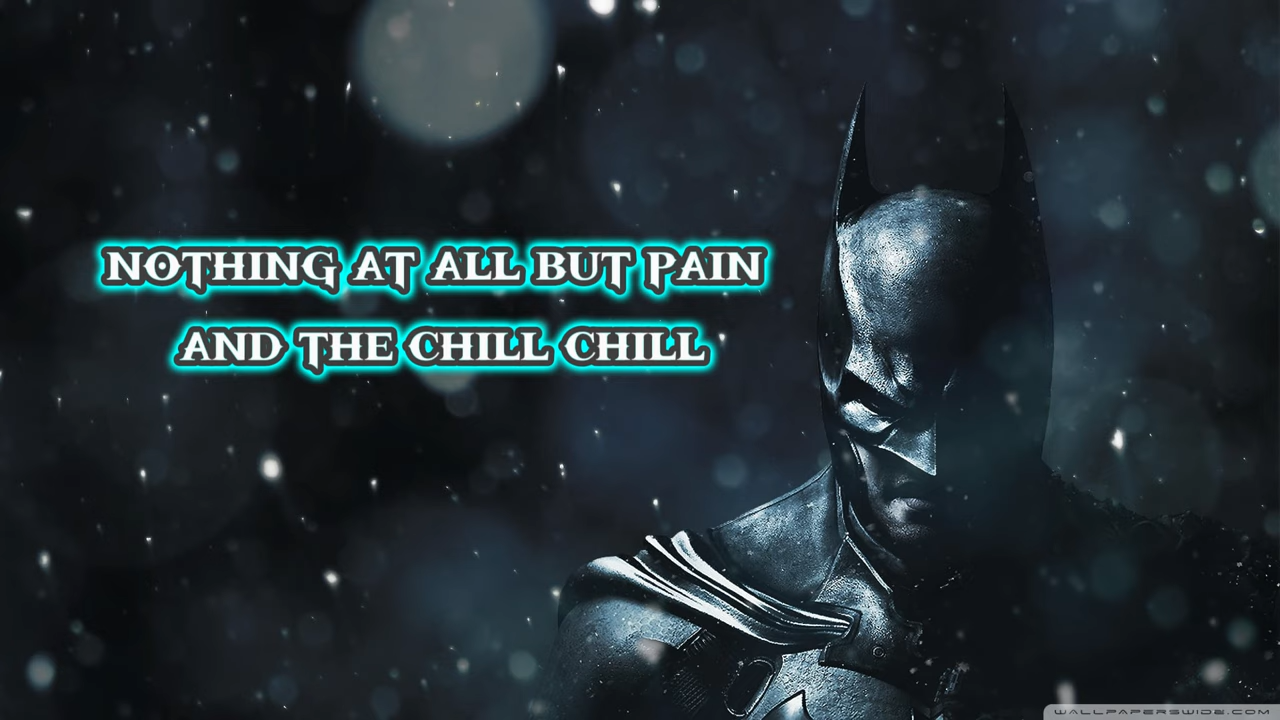 NOTHING AT ALL BUT PAIN
AND THE CHILL CHILL
WALLPAPERSWIDE.COM